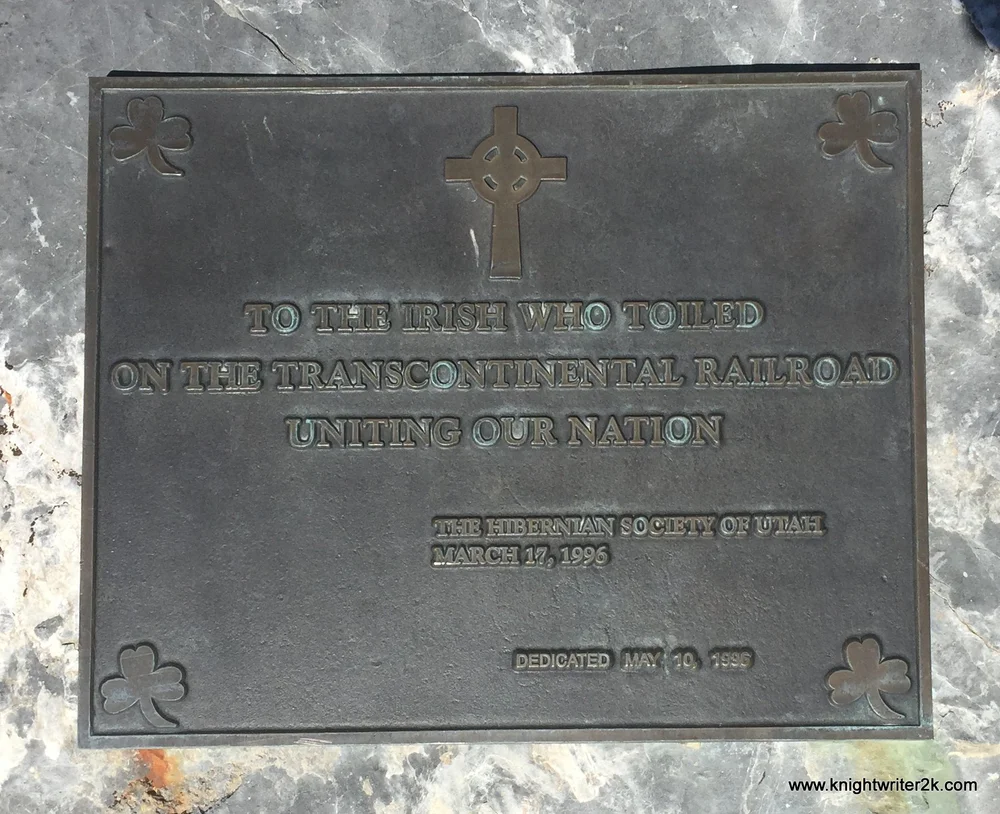 TO THE IRISH WHO TOILED
ON THE TRANSCONTINENTAL RAILROAD
UNITING OUR NATION
THE HIBERNIAN SOCIETY OF UTAH
MARCH 17, 1996
DEDICATED MAY 10,
www.knightwriter2k.com